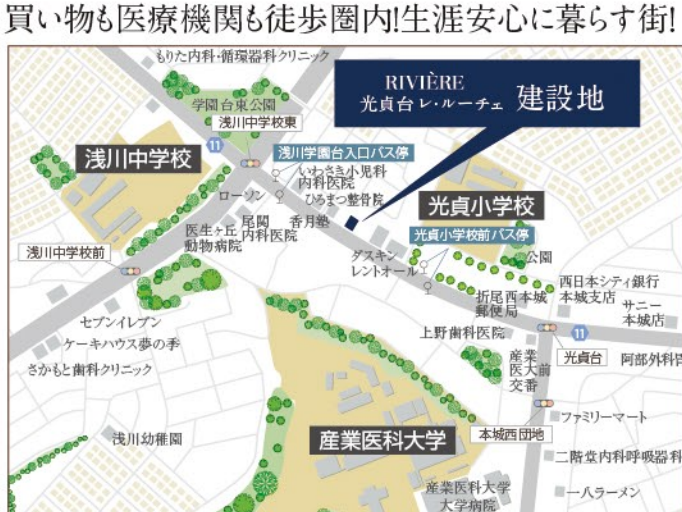 買い物も医療機関も徒歩圏内!生涯安心に暮らす街!
もりた内科・循環器科クリニック
RIVIÈRE
光貞台レ・ルーチェ 建設地
学園台東公園
浅川中学校東
11
浅川中学校
浅川学園台入口バス停
いわさき小児科
内科医院
ひろまつ整骨院
ローソン
光貞小学校
医生ヶ丘
動物病院
尾関
内科医院
香月塾
光貞小学校前バス停
浅川中学校前
ダスキン
レントオール
公園
西日本シティ銀行
本城支店
折尾西本城
郵便局
サニー
本城店
セブンイレブン
上野歯科医院
11
ケーキハウス夢の季
産業
医大前
交番
光貞台
阿部外科
さかもと歯科クリニック
ファミリーマート
浅川幼稚園
産業医科大学
本城西団地
二階堂内科呼吸器科
産業医科大学
大学病院
一八ラーメン